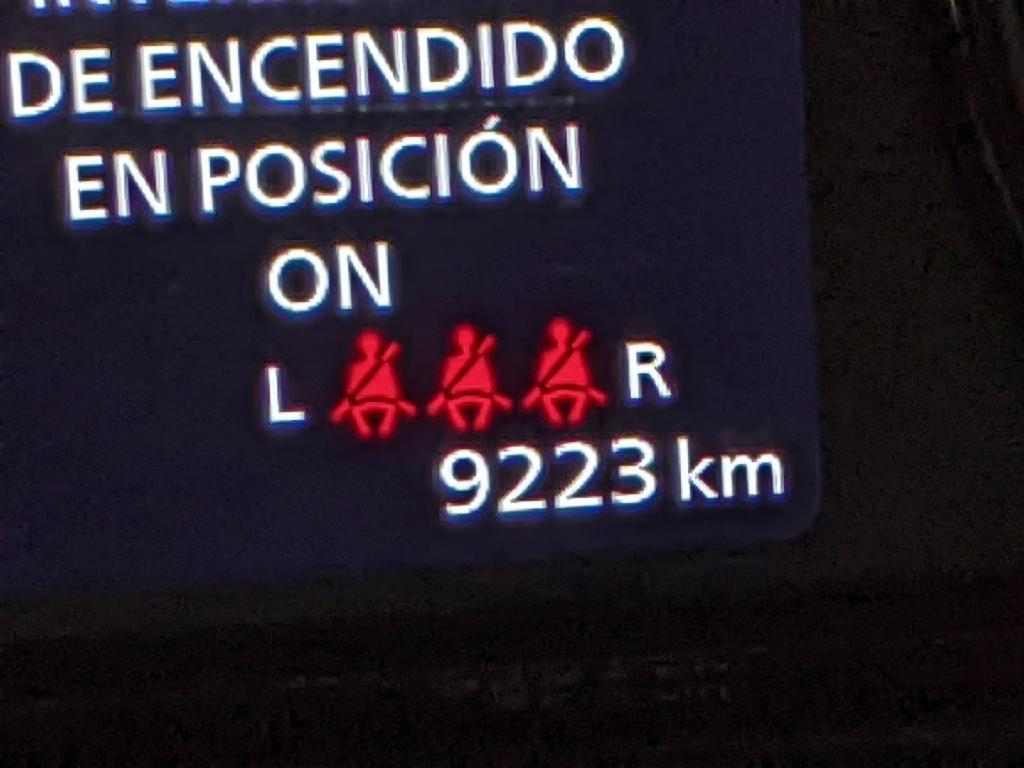 DE ENCENDIDO
EN POSICIÓN
ON
L R
9223 km